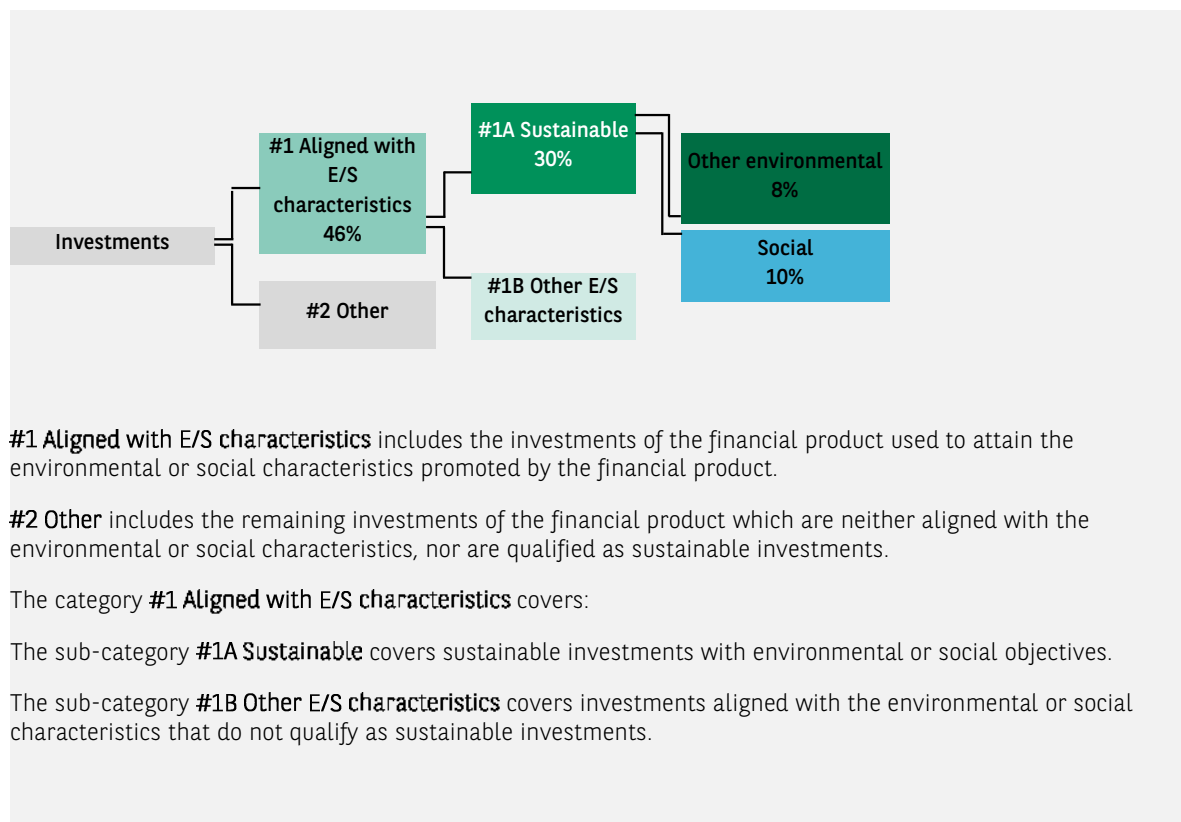 #1A Sustainable
30%
#1 Aligned with
E/S
characteristics
46%
Other environmental
8%
Investments
Social
10%
#2 Other
#1B Other E/S
characteristics
#1 Aligned with E/S characteristics includes the investments of the financial product used to attain the
environmental or social characteristics promoted by the financial product.
#2 Other includes the remaining investments of the financial product which are neither aligned with the
environmental or social characteristics, nor are qualified as sustainable investments.
The category #1 Aligned with E/S characteristics covers:
The sub-category #1A Sustainable covers sustainable investments with environmental or social objectives.
The sub-category #1B Other E/S characteristics covers investments aligned with the environmental or social
characteristics that do not qualify as sustainable investments.